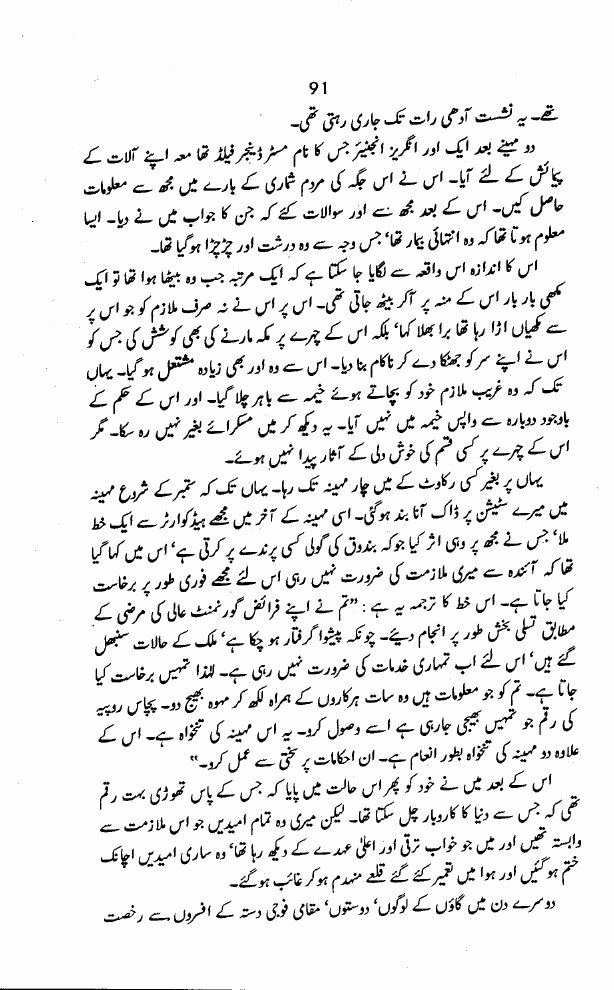 91
تھے۔ یہ نشست آدھی رات تک جاری رہتی تھی۔
دو مہینے بعد ایک اور انگریز انجنیئر جس کا نام مسٹر ڈینجر فیلڈ تھا معہ اپنے آلات کے
پیمائش کے لئے آیا۔ اس نے اس جگہ کی مردم شماری کے بارے میں مجھ سے معلومات
حاصل کیں۔ اس کے بعد مجھ سے اور سوالات کئے کہ جن کا جواب میں نے دیا۔ ایسا
معلوم ہوتا تھا کہ وہ انتہائی بیمار تھا‘ جس وجہ سے وہ درشت اور چڑچڑا ہوگیا تھا۔
اس کا اندازہ اس واقعہ سے لگایا جا سکتا ہے کہ ایک مرتبہ جب وہ بیٹھا ہوا تھا تو ایک
مکھی بار بار اس کے منہ پر آکر بیٹھ جاتی تھی۔ اس پر اس نے نہ صرف ملازم کو جو اس پر
سے مکھیاں اڑا رہا تھا برا بھلا کہا‘ بلکہ اس کے چہرے پر مکہ مارنے کی بھی کوشش کی جس کو
اس نے اپنے سر کو جھٹکا دے کر ناکام بنا دیا۔ اس سے وہ اور بھی زیادہ مشتعل ہو گیا۔ یہاں
تک کہ وہ غریب ملازم خود کو بچاتے ہوئے خیمہ سے باہر چلا گیا۔ اور اس کے حکم کے
باوجود دوبارہ سے واپس خیمہ میں نہیں آیا۔ یہ دیکھ کر میں مسکرائے بغیر نہیں رہ سکا۔ مگر
اس کے چہرے پر کسی قسم کی خوش دلی کے آثار پیدا نہیں ہوئے۔
یہاں پر بغیر کسی رکاوٹ کے میں چار مہینہ تک رہا۔ یہاں تک کہ ستمبر کے شروع مہینہ
میں میرے سٹیشن پر ڈاک آنا بند ہوگئی۔ اسی مہینہ کے آخر میں مجھے ہیڈکوارٹر سے ایک خط
ملا‘ جس نے مجھ پر وہی اثر کیا جوکہ بندوق کی گولی کسی پرندے پر کرتی ہے‘ اس میں کہا گیا
تھا کہ آئندہ سے میری ملازمت کی ضرورت نہیں رہی اس لئے مجھے فوری طور پر برخاست
کیا جاتا ہے۔ اس خط کا ترجمہ یہ ہے : ”تم نے اپنے فرائض گورنمنٹ عالی کی مرضی کے
مطابق تسلی بخش طور پر انجام دیئے۔ چونکہ پیشوا گرفتار ہو چکا ہے‘ ملک کے حالات سنبھل
گئے ہیں‘ اس لئے اب تمہاری خدمات کی ضرورت نہیں رہی ہے۔ لہٰذا تمہیں برخاست کیا
جاتا ہے۔ تم کو جو معلومات ہیں وہ سات ہرکاروں کے ہمراہ لکھ کر مہوہ بھیج دو۔ پچاس روپیہ
کی رقم جو تمہیں بھیجی جارہی ہے اسے وصول کرو۔ یہ اس مہینہ کی تنخواہ ہے۔ اس کے
علاوہ دو مہینہ کی تنخواہ بطور انعام ہے۔ ان احکامات پر سختی سے عمل کرو۔“
اس کے بعد میں نے خود کو پھر اس حالت میں پایا کہ جس کے پاس تھوڑی بہت رقم
تھی کہ جس سے دنیا کا کاروبار چل سکتا تھا۔ لیکن میری وہ تمام امیدیں جو اس ملازمت سے
وابستہ تھیں اور میں جو خواب ترقی اور اعلیٰ عہدے کے دیکھ رہا تھا‘ وہ ساری امیدیں اچانک
ختم ہوگئیں اور ہوا میں تعمیر کئے گئے قلعے منہدم ہوکر غائب ہوگئے۔
دوسرے دن میں گاؤں کے لوگوں‘ دوستوں‘ مقامی فوجی دستہ کے افسروں سے رخصت